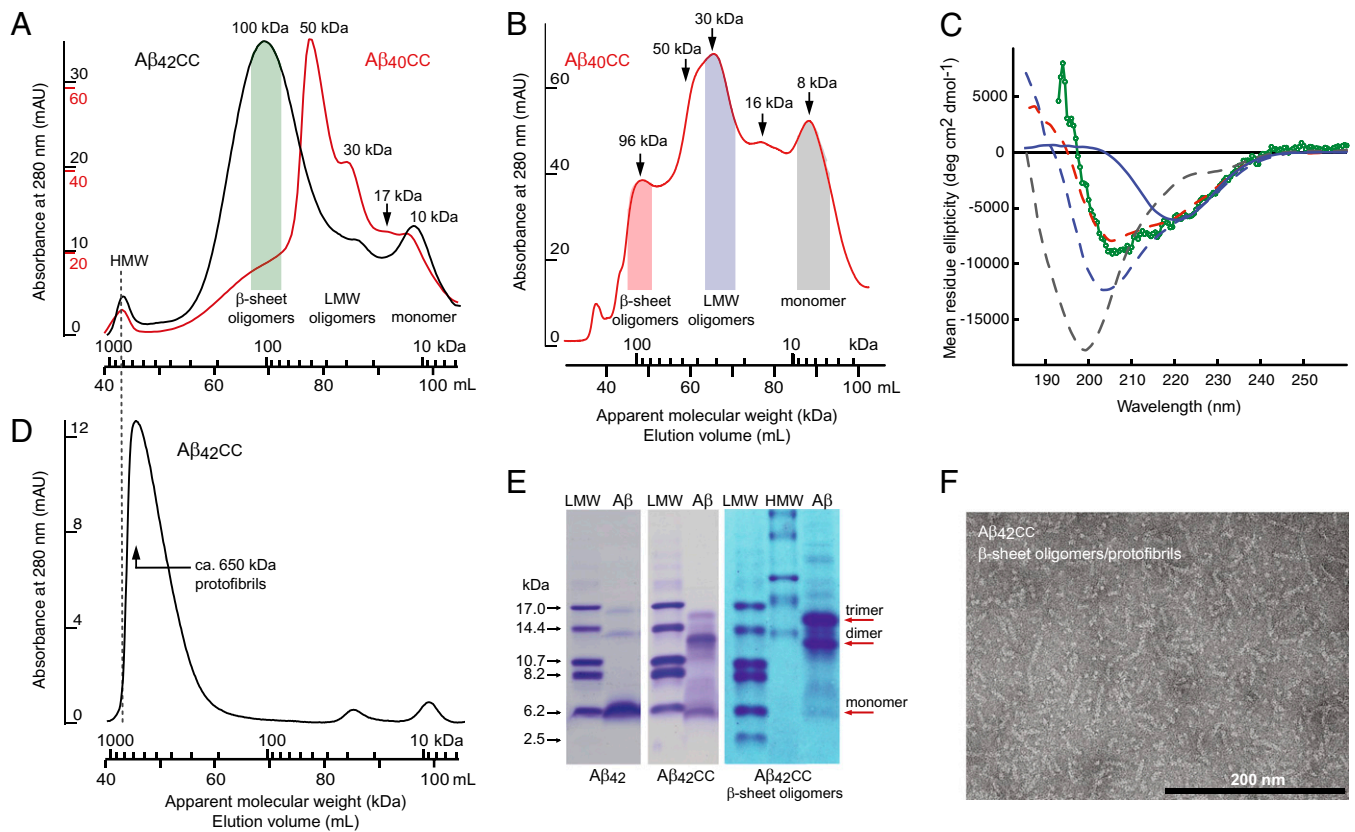 A
Absorbance at 280 nm (mAU)
30
60
20
40
10
20
0
Aβ42CC
Aβ40CC
100 kDa
50 kDa
30 kDa
17 kDa
10 kDa
HMW
β-sheet
oligomers
LMW
oligomers
monomer
1000
100
10 kDa
40
60
80
100 mL
B
Absorbance at 280 nm (mAU)
60
40
20
0
Aβ40CC
96 kDa
50 kDa
30 kDa
16 kDa
8 kDa
β-sheet
oligomers
LMW
oligomers
monomer
100
10
kDa
40
60
80
100 mL
Apparent molecular weight (kDa)
Elution volume (mL)
C
Mean residue ellipticity (deg cm2 dmol-1)
5000
0
-5000
-10000
-15000
190
200
210
220
230
240
250
Wavelength (nm)
D
Absorbance at 280 nm (mAU)
12
8
4
0
Aβ42CC
ca. 650 kDa
protofibrils
1000
100
10 kDa
40
60
80
100 mL
Apparent molecular weight (kDa)
Elution volume (mL)
E
LMW Aβ LMW Aβ LMW HMW Aβ
kDa
17.0
14.4
10.7
8.2
6.2
2.5
trimer
dimer
monomer
Aβ42
Aβ42CC
Aβ42CC
β-sheet oligomers
F
Aβ42CC
β-sheet oligomers/protofibrils
200 nm